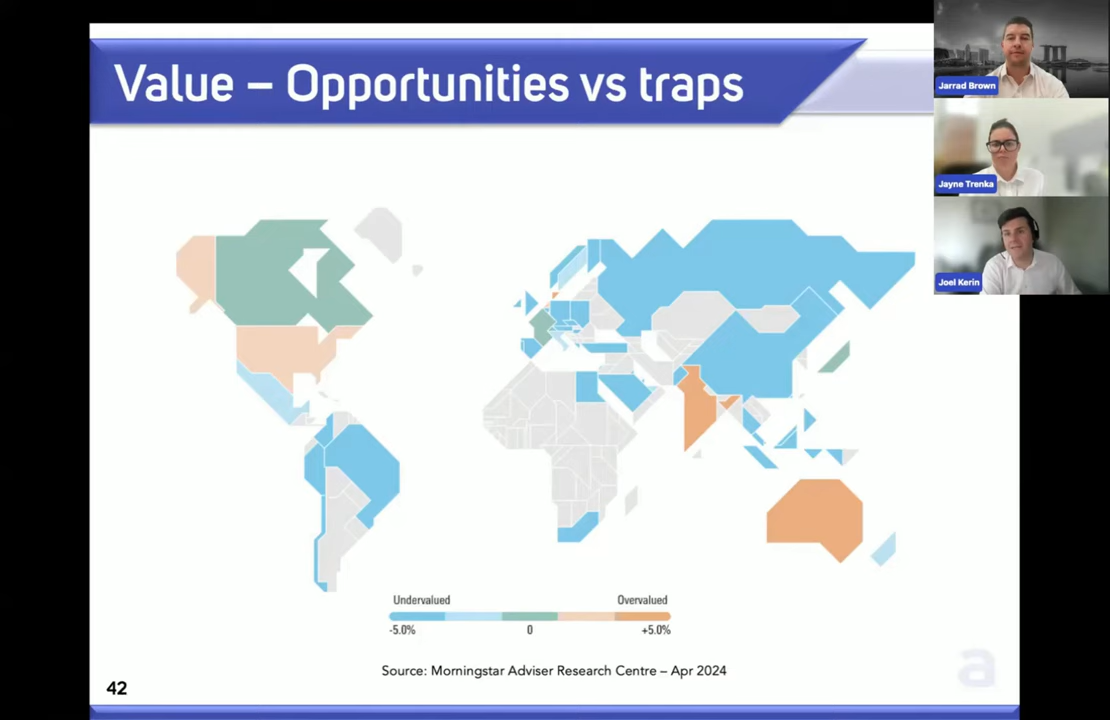 Value – Opportunities vs traps
Jarrad Brown
Jayne Trenka
Joel Kerin
Undervalued Overvalued
-5.0% 0 +5.0%
Source: Morningstar Adviser Research Centre – Apr 2024
42
a